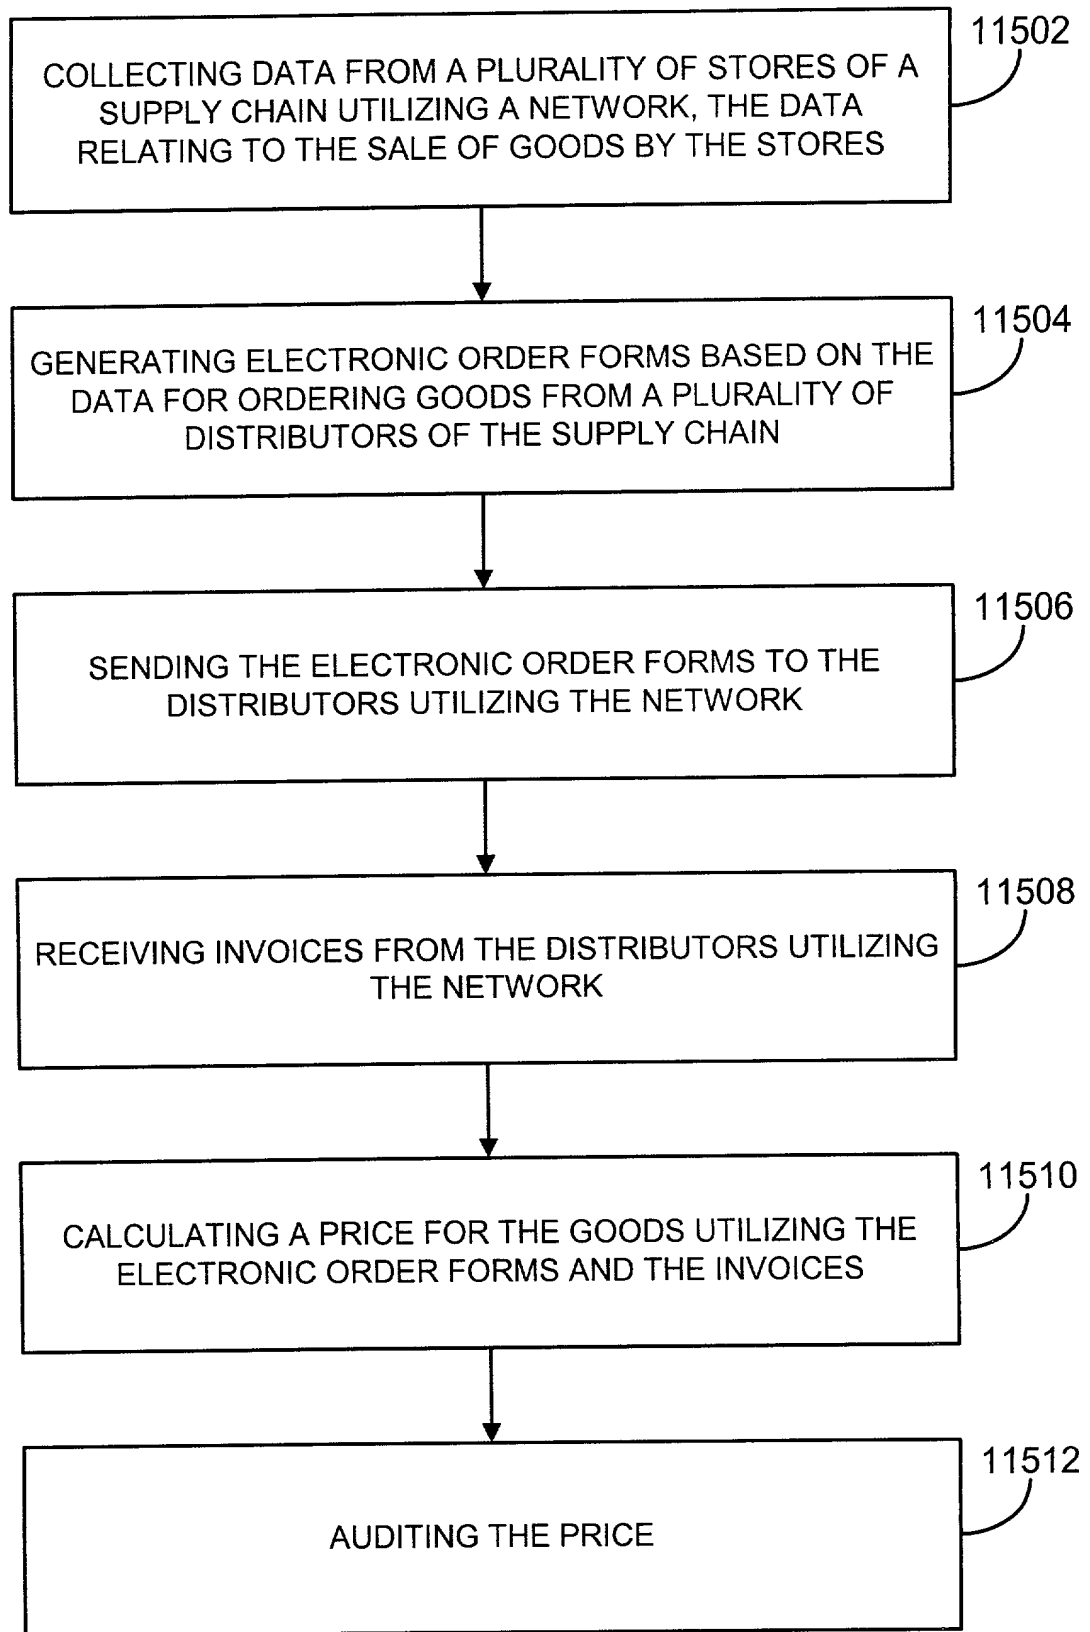 11502
COLLECTING DATA FROM A PLURALITY OF STORES OF A
SUPPLY CHAIN UTILIZING A NETWORK, THE DATA
RELATING TO THE SALE OF GOODS BY THE STORES
11504
GENERATING ELECTRONIC ORDER FORMS BASED ON THE
DATA FOR ORDERING GOODS FROM A PLURALITY OF
DISTRIBUTORS OF THE SUPPLY CHAIN
11506
SENDING THE ELECTRONIC ORDER FORMS TO THE
DISTRIBUTORS UTILIZING THE NETWORK
11508
RECEIVING INVOICES FROM THE DISTRIBUTORS UTILIZING
THE NETWORK
11510
CALCULATING A PRICE FOR THE GOODS UTILIZING THE
ELECTRONIC ORDER FORMS AND THE INVOICES
11512
AUDITING THE PRICE